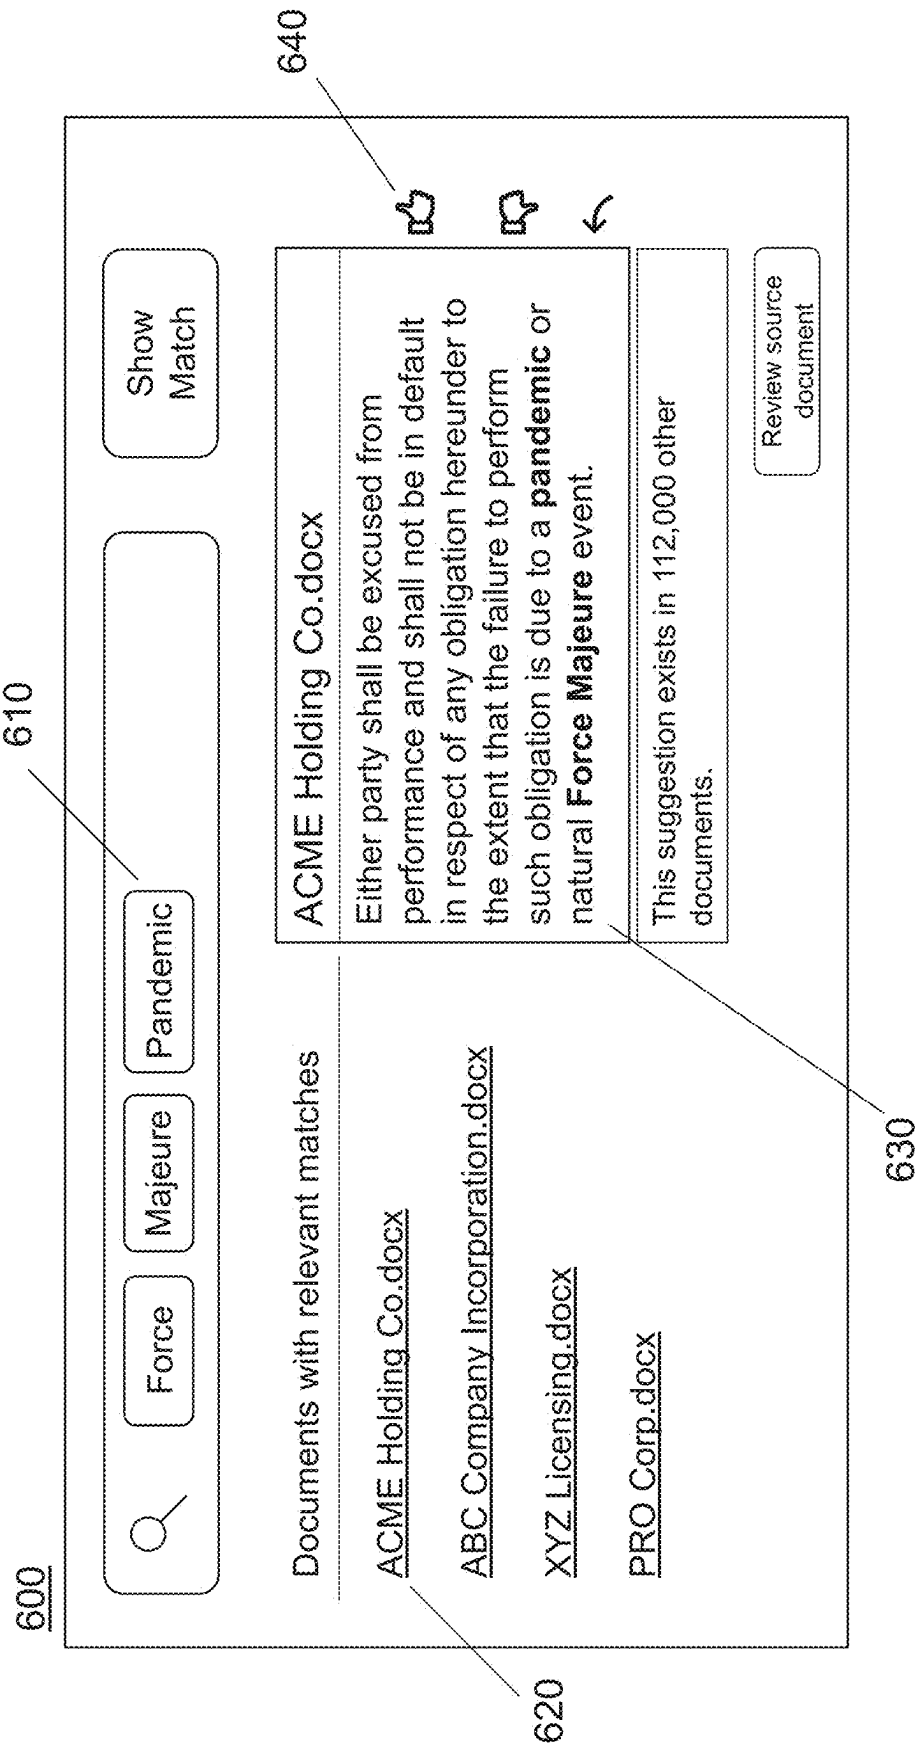 600
610
640
Force
Majeure
Pandemic
Show
Match
Documents with relevant matches
ACME Holding Co.docx
ABC Company Incorporation.docx
XYZ Licensing.docx
PRO Corp.docx
620
ACME Holding Co.docx
Either party shall be excused from
performance and shall not be in default
in respect of any obligation hereunder to
the extent that the failure to perform
such obligation is due to a pandemic or
natural Force Majeure event.
This suggestion exists in 112,000 other
documents.
Review source
document
630